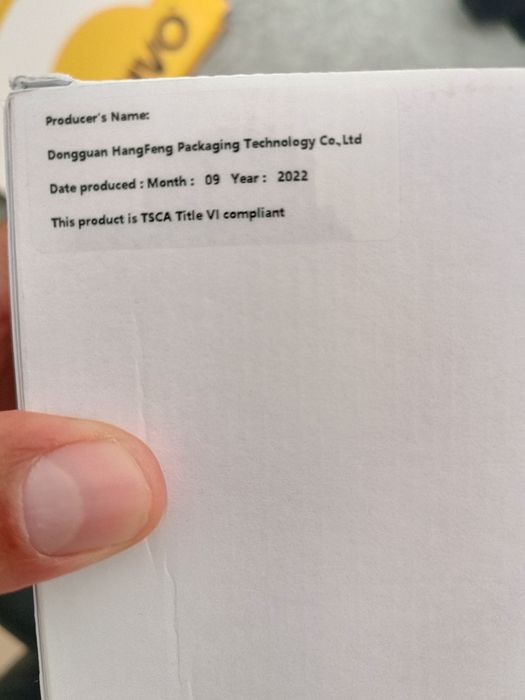 Producer's Name:
Dongguan HangFeng Packaging Technology Co.,Ltd
Date produced : Month : 09 Year : 2022
This product is TSCA Title VI compliant